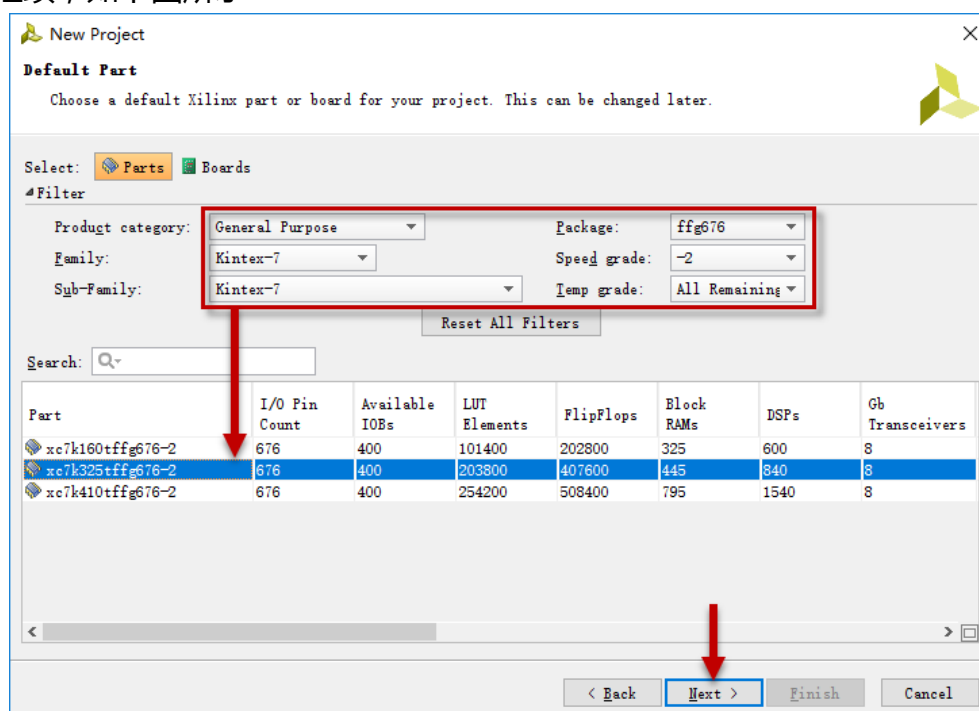 New Project
Default Part
Choose a default Xilinx part or board for your project. This can be changed later.
Select: Parts Boards
Filter
Product category: General Purpose Package: ffg676
Family: Kintex-7 Speed grade: -2
Sub-Family: Kintex-7 Temp grade: All Remaining
Reset All Filters
Search:
Part I/O Pin Count Available IOBs LUT Elements FlipFlops Block RAMs DSPs Gb Transceivers
xc7k160tffg676-2 676 400 101400 202800 325 600 8
xc7k325tffg676-2 676 400 203800 407600 445 840 8
xc7k410tffg676-2 676 400 254200 508400 795 1540 8
< Back Next > Finish Cancel